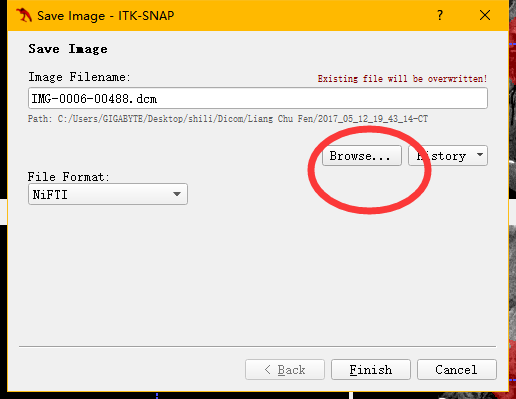 Save Image - ITK-SNAP
Save Image
Image Filename:
Existing file will be overwritten!
IMG-0006-00488.dcm
Path: C:/Users/GIGABYTE/Desktop/shili/Dicom/Liang Chu Fen/2017_05_12_19_43_14-CT
Browse... History
File Format:
NiFTI
< Back Finish Cancel